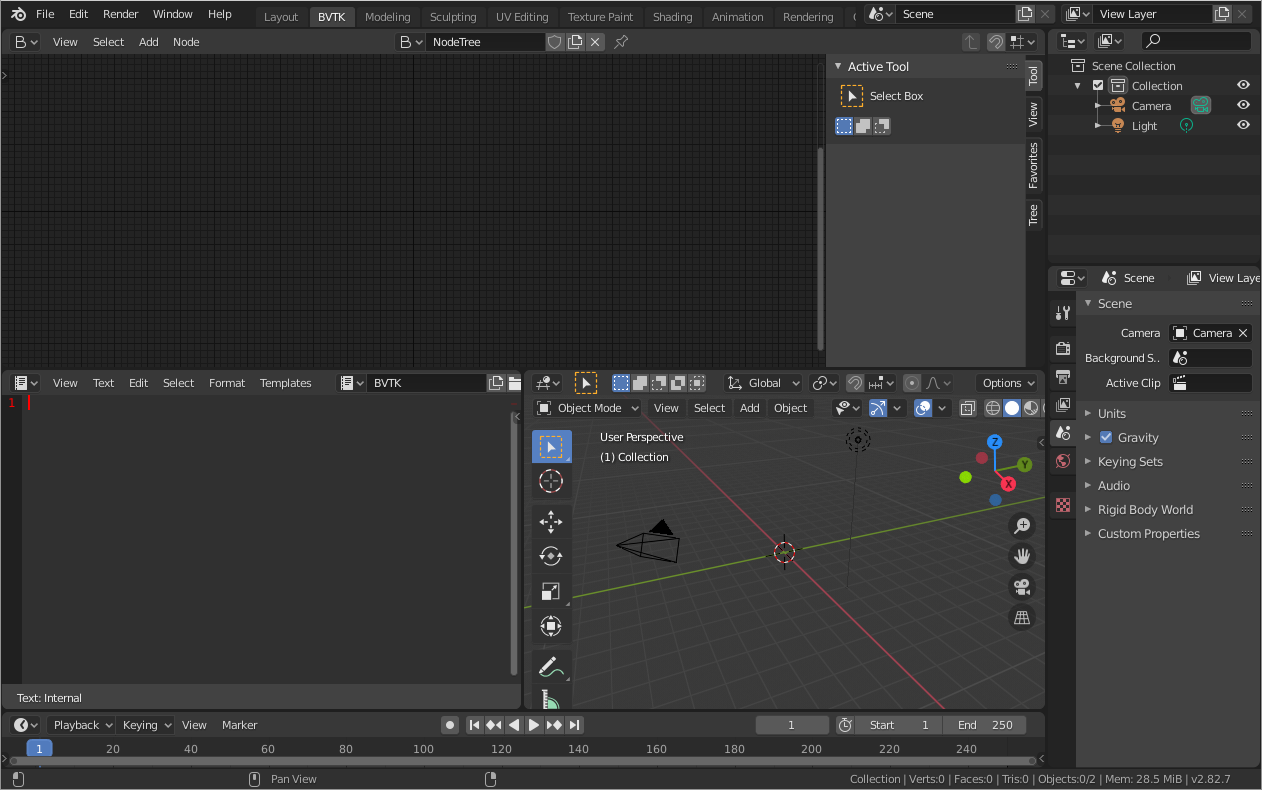 File Edit Render Window Help Layout BVTK Modeling Sculpting UV Editing Texture Paint Shading Animation Rendering Scene View Layer
View Select Add Node NodeTree
Active Tool
Select Box
Tool
View
Favorites
Tree
Scene Collection
Collection
Camera
Light
Scene View Laye
Scene
Camera Camera
Background S..
Active Clip
Units
Gravity
Keying Sets
Audio
Rigid Body World
Custom Properties
View Text Edit Select Format Templates BVTK
1
Text: Internal
Global Options
Object Mode View Select Add Object
User Perspective
(1) Collection
Z
Y
X
Playback Keying View Marker 1 Start 1 End 250
1 20 40 60 80 100 120 140 160 180 200 220 240
Pan View Collection | Verts:0 | Faces:0 | Tris:0 | Objects:0/2 | Mem: 28.5 MiB | v2.82.7